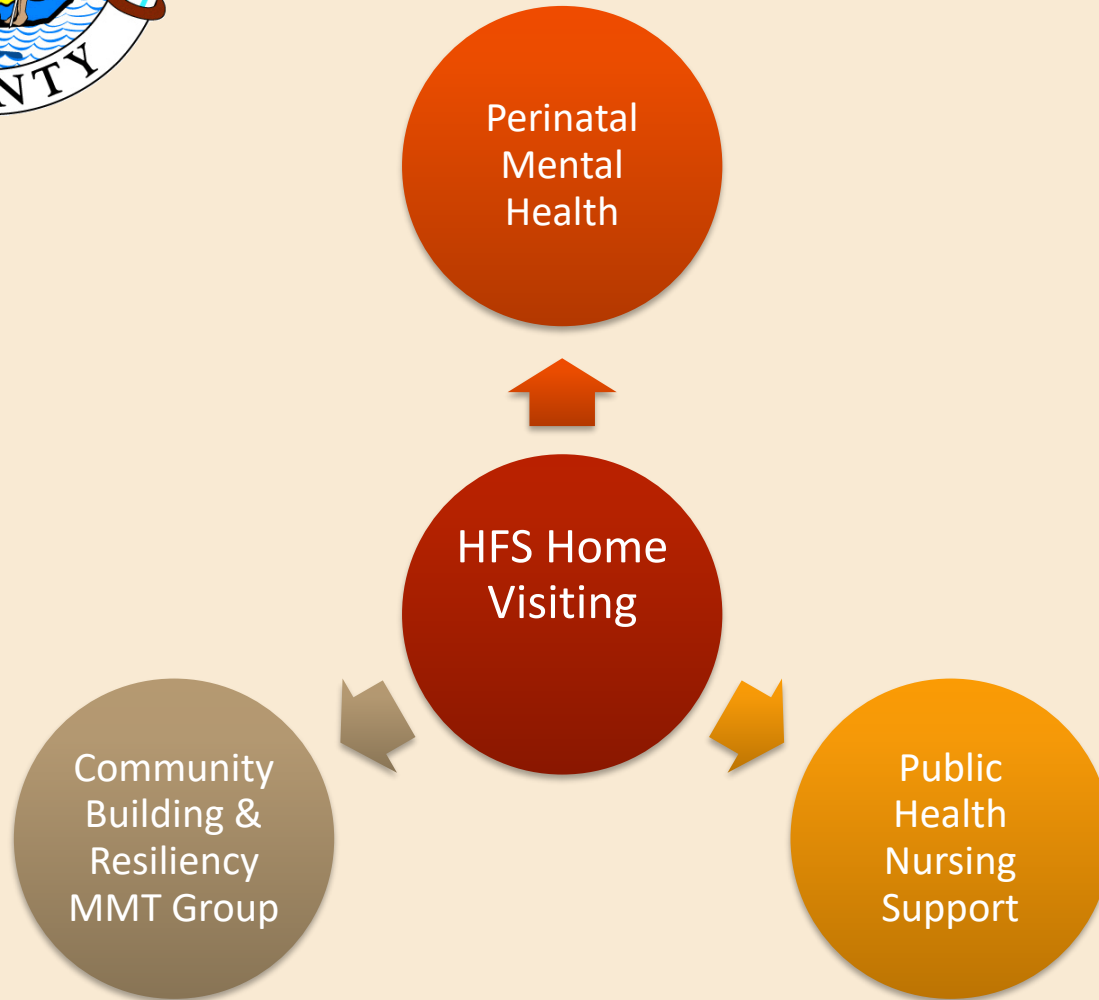 NTY
Perinatal
Mental
Health
HFS Home
Visiting
Community
Building &
Resiliency
MMT Group
Public
Health
Nursing
Support